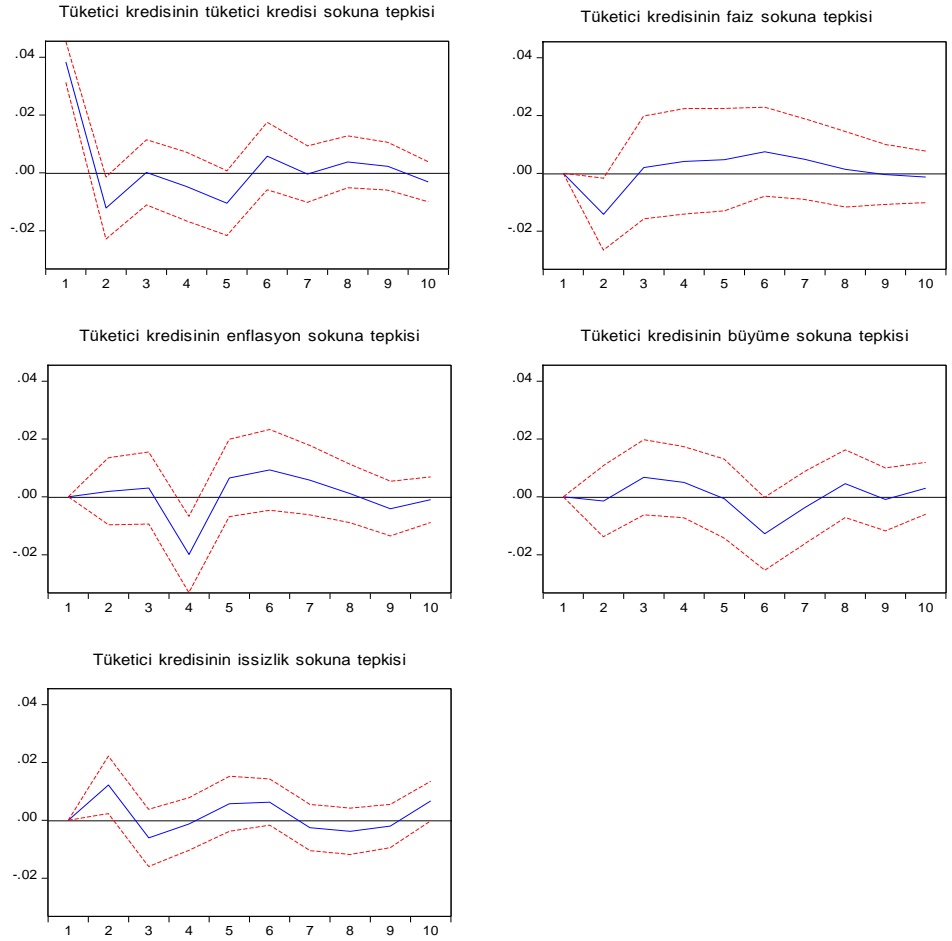 Tüketici kredisinin tüketici kredisi sokuna tepkisi
.04
.02
.00
-.02
1 2 3 4 5 6 7 8 9 10
Tüketici kredisinin faiz sokuna tepkisi
.04
.02
.00
-.02
1 2 3 4 5 6 7 8 9 10
Tüketici kredisinin enflasyon sokuna tepkisi
.04
.02
.00
-.02
1 2 3 4 5 6 7 8 9 10
Tüketici kredisinin büyüme sokuna tepkisi
.04
.02
.00
-.02
1 2 3 4 5 6 7 8 9 10
Tüketici kredisinin issizlik sokuna tepkisi
.04
.02
.00
-.02
1 2 3 4 5 6 7 8 9 10